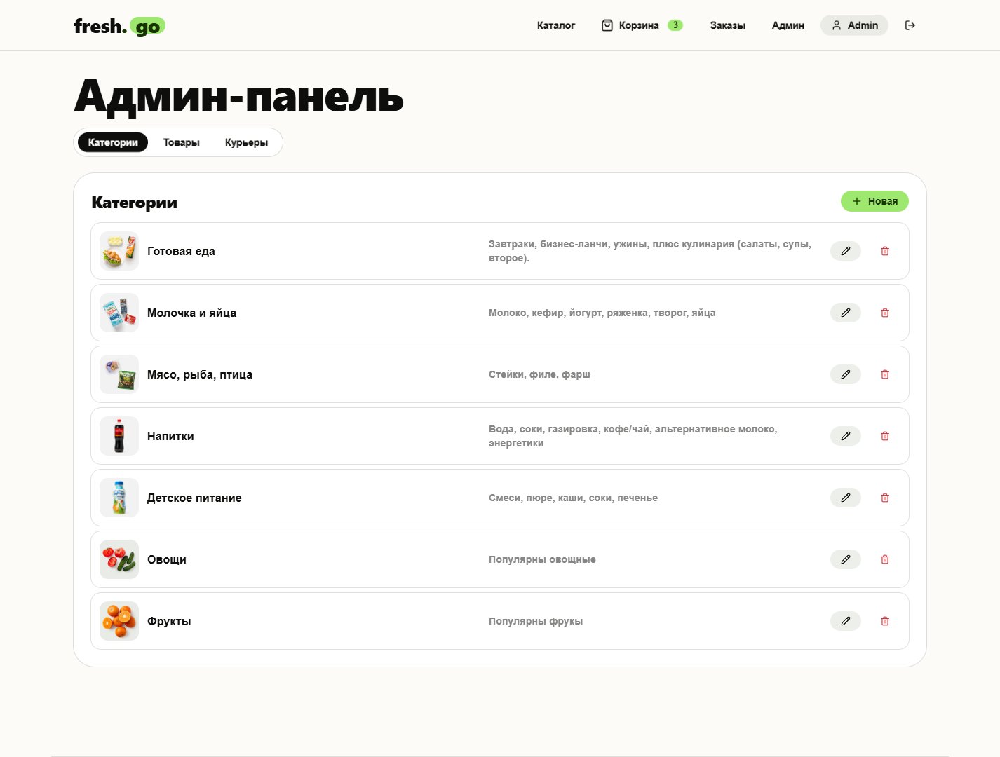 fresh. go
Каталог
Корзина 3
Заказы
Админ
Admin
Админ-панель
Категории
Товары
Курьеры
Категории
Новая
Готовая еда
Завтраки, бизнес-ланчи, ужины, плюс кулинария (салаты, супы,
второе).
Молочка и яйца
Молоко, кефир, йогурт, ряженка, творог, яйца
Мясо, рыба, птица
Стейки, филе, фарш
Напитки
Вода, соки, газировка, кофе/чай, альтернативное молоко,
энергетики
Детское питание
Смеси, пюре, каши, соки, печенье
Овощи
Популярны овощные
Фрукты
Популярны фрукы